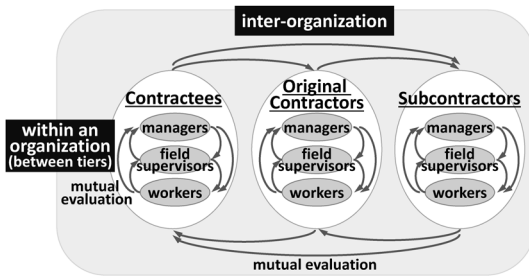 inter-organization
Contractees
Original
Contractors
Subcontractors
within an
organization
(between tiers)
mutual
evaluation
managers
field
supervisors
workers
managers
field
supervisors
workers
managers
field
supervisors
workers
mutual evaluation